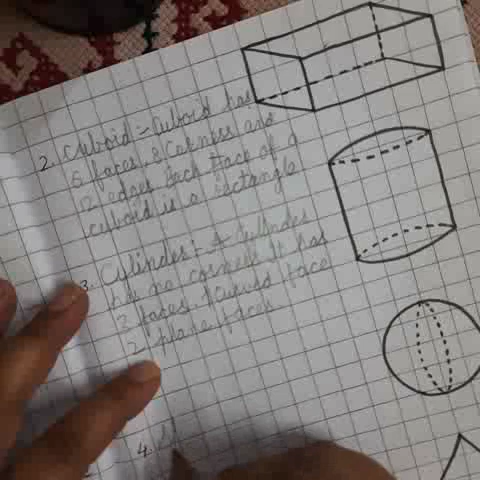 2. Cuboid :- Cuboid has
6 faces, 8 corners and
12 edges Each face of a
cuboid is a rectangle
3. Cylinder :- A Cylinder
has no corners It has
3 faces 1 curved face
2 plane faces
4.